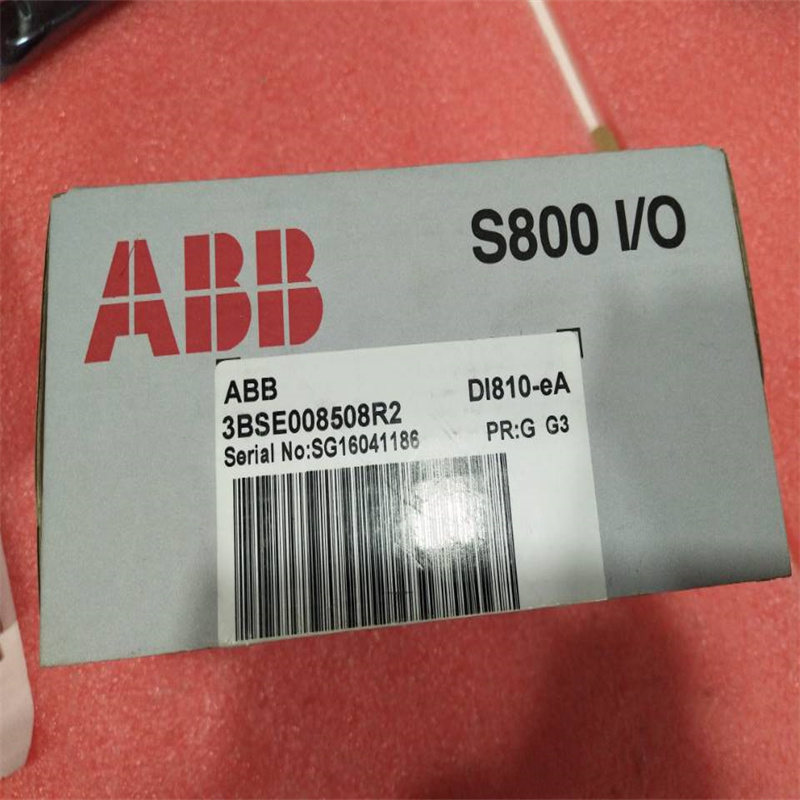 ABB
S800 I/O
ABB DI810-eA
3BSE008508R2
PR:G G3
Serial No:SG16041186